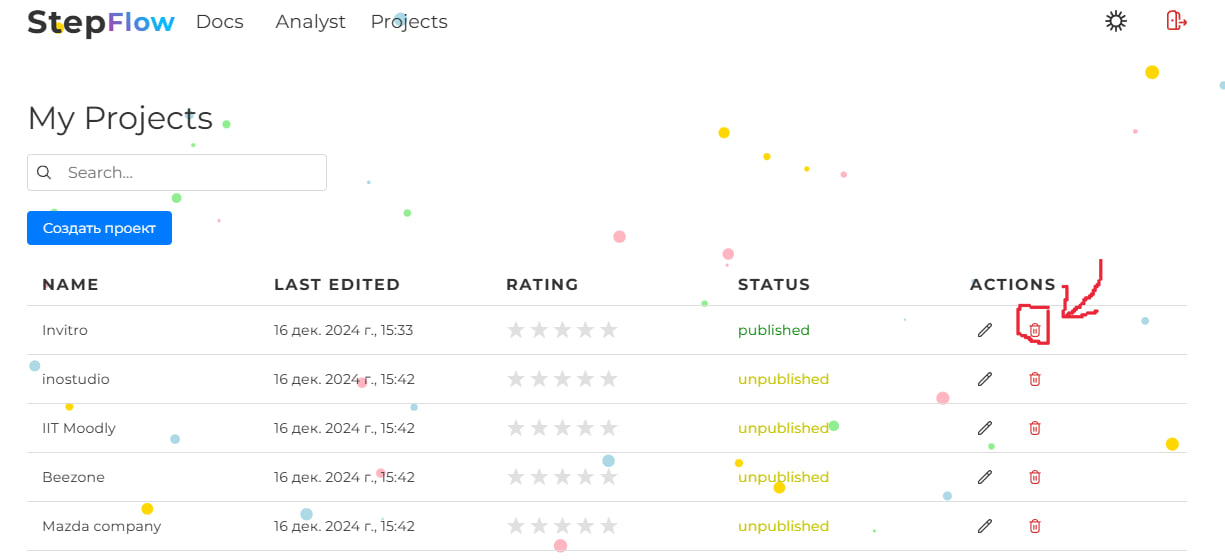 StepFlow Docs Analyst Projects
My Projects
Search...
Создать проект
NAME LAST EDITED RATING STATUS ACTIONS
Invitro 16 дек. 2024 г., 15:33 published
inostudio 16 дек. 2024 г., 15:42 unpublished
IIT Moodly 16 дек. 2024 г., 15:42 unpublished
Beezone 16 дек. 2024 г., 15:42 unpublished
Mazda company 16 дек. 2024 г., 15:42 unpublished